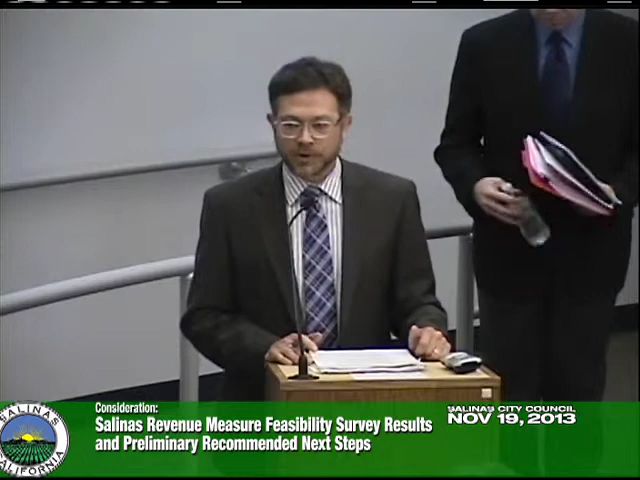 Consideration:
Salinas Revenue Measure Feasibility Survey Results
and Preliminary Recommended Next Steps
SALINAS CITY COUNCIL
NOV 19, 2013
SALINAS
CALIFORNIA